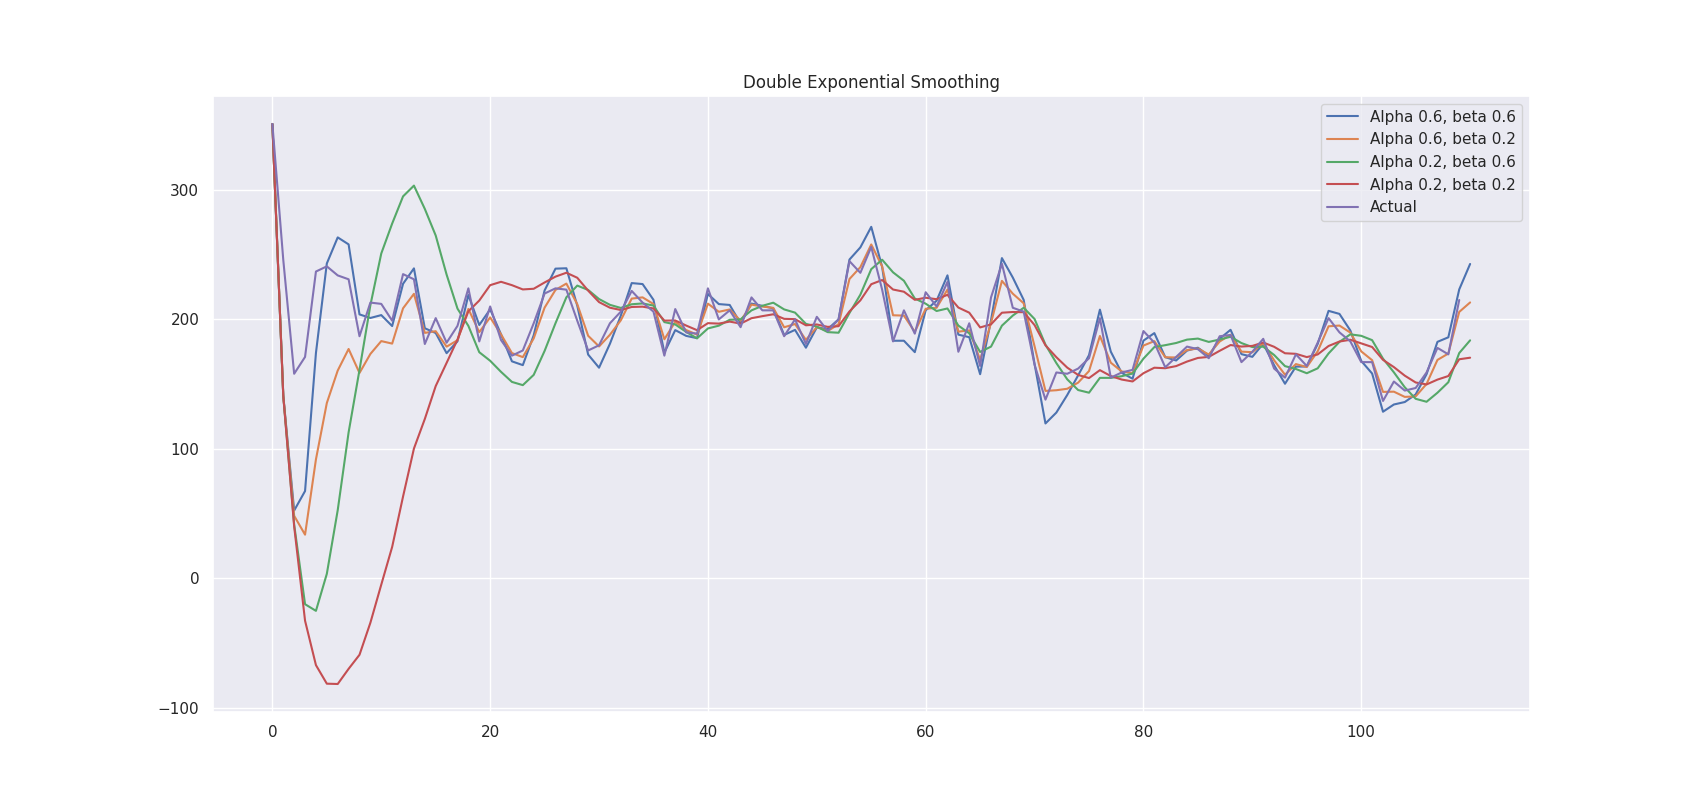 Double Exponential Smoothing
Alpha 0.6, beta 0.6
Alpha 0.6, beta 0.2
Alpha 0.2, beta 0.6
Alpha 0.2, beta 0.2
Actual
300
200
100
0
−100
0 20 40 60 80 100